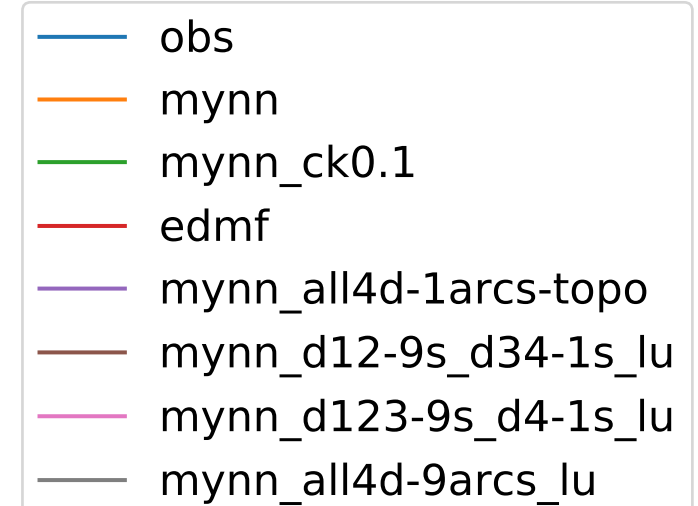 obs
mynn
mynn_ck0.1
edmf
mynn_all4d-1arcs-topo
mynn_d12-9s_d34-1s_lu
mynn_d123-9s_d4-1s_lu
mynn_all4d-9arcs_lu